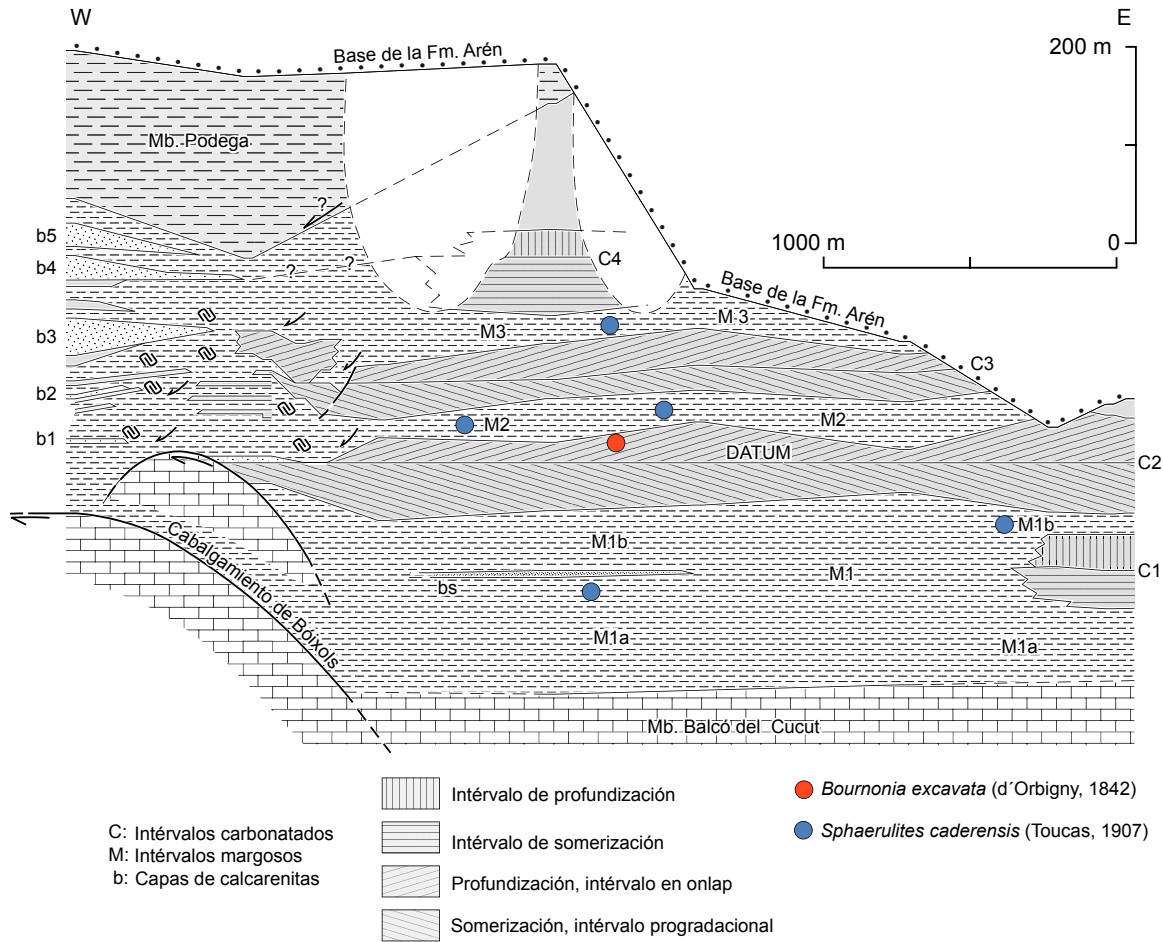 W
E
200 m
Base de la Fm. Arén
Mb. Podega
?
b5
b4
?
?
C4
1000 m
0
Base de la Fm. Arén
M3
M 3
b3
C3
b2
M2
M2
b1
DATUM
C2
M1b
M1b
Cabalgamiento de Bóixols
M1
C1
bs
M1a
M1a
Mb. Balcó del Cucut
Intérvalo de profundización
Bournonia excavata (d´Orbigny, 1842)
C: Intérvalos carbonatados
Intérvalo de somerización
Sphaerulites caderensis (Toucas, 1907)
M: Intérvalos margosos
b: Capas de calcarenitas
Profundización, intérvalo en onlap
Somerización, intérvalo progradacional